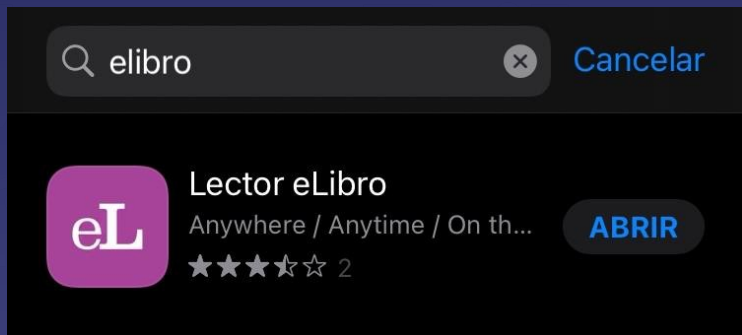 elibro
Cancelar
eL
Lector eLibro
Anywhere / Anytime / On th...
ABRIR
2